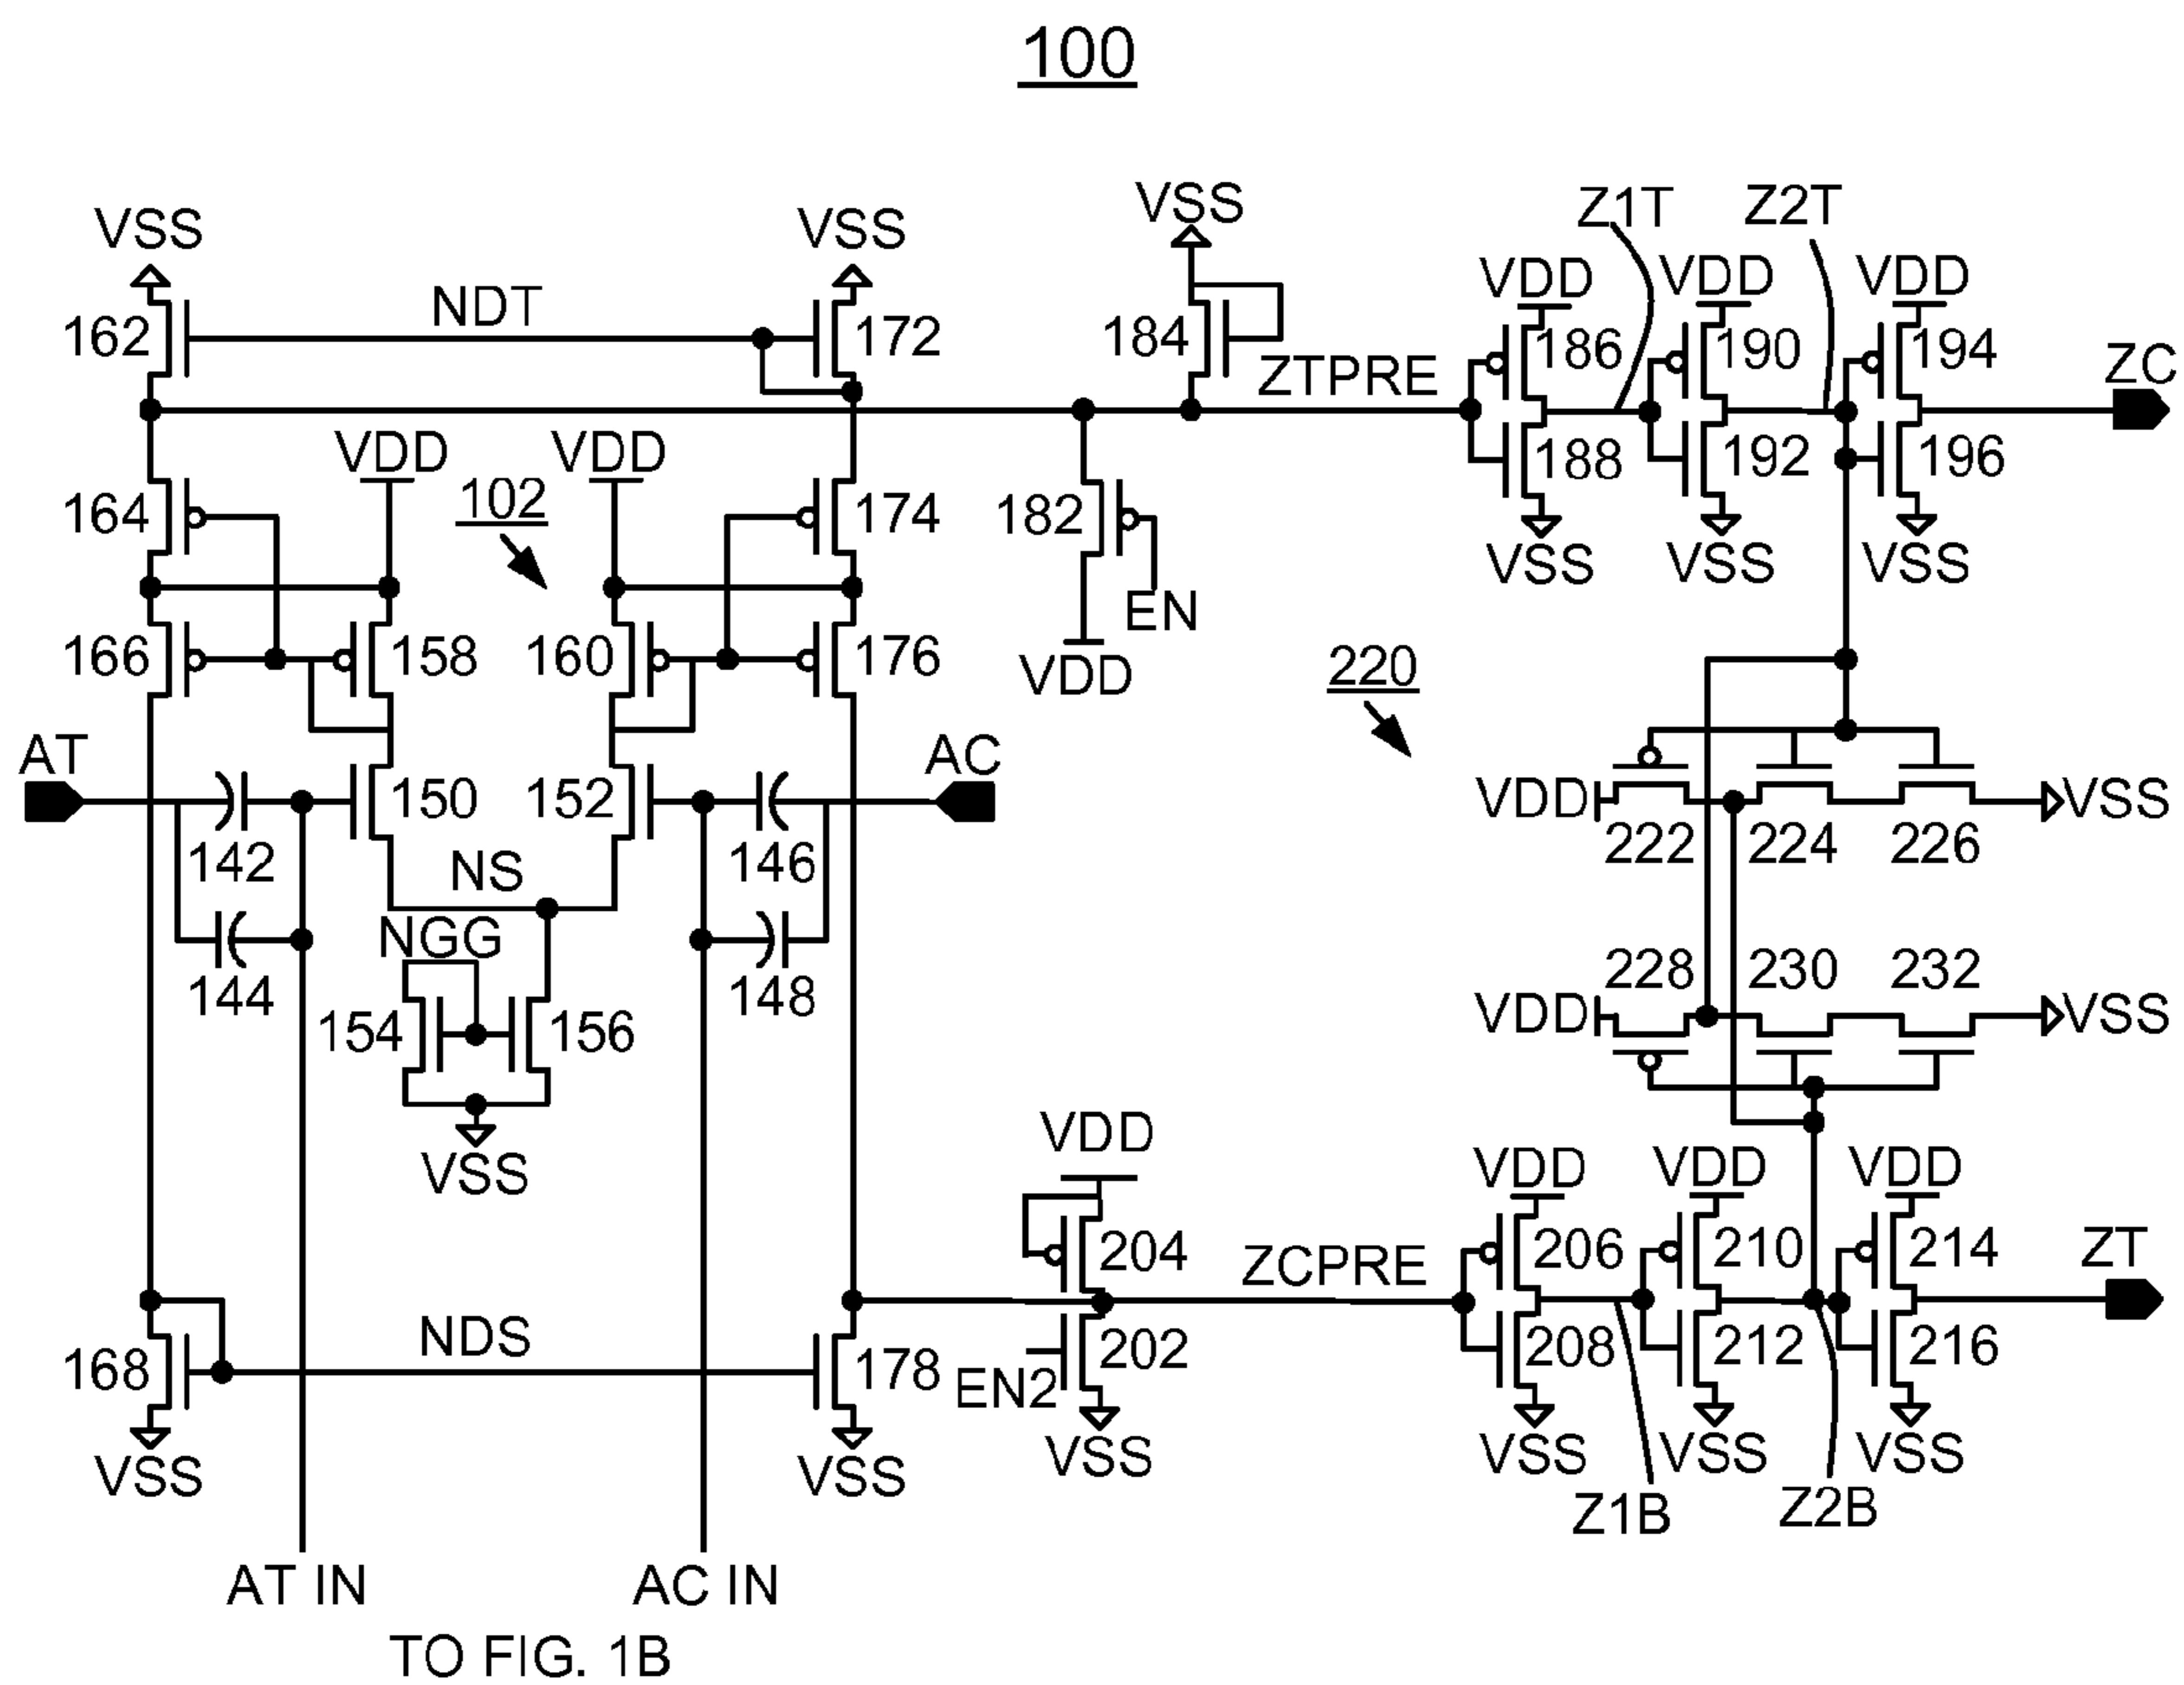 100
VSS VSS VSS Z1T Z2T
VDD VDD VDD
162 NDT 172 184 ZTPRE 186 190 194 ZC
VDD VDD 188 192 196
164 102 174 182 VSS VSS VSS
EN
166 158 160 176 VDD 220
AT AC
142 150 152 146 VDD 222 224 226 VSS
NS
NGG
144 148 228 230 232
154 156 VDD VSS
VSS VDD VDD VDD VDD
204 ZCPRE 206 210 214 ZT
168 NDS 178 EN2 202 208 212 216
VSS VSS VSS VSS VSS VSS
Z1B Z2B
AT IN AC IN
TO FIG. 1B